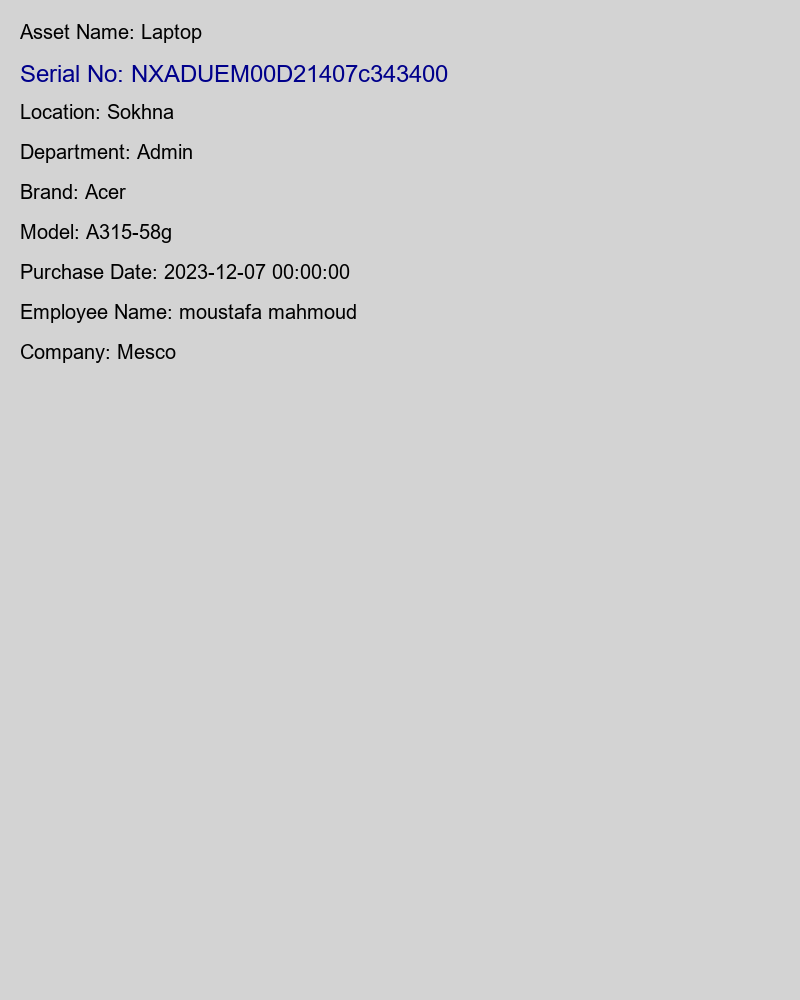 Asset Name: Laptop
Serial No: NXADUEM00D21407c343400
Location: Sokhna
Department: Admin
Brand: Acer
Model: A315-58g
Purchase Date: 2023-12-07 00:00:00
Employee Name: moustafa mahmoud
Company: Mesco